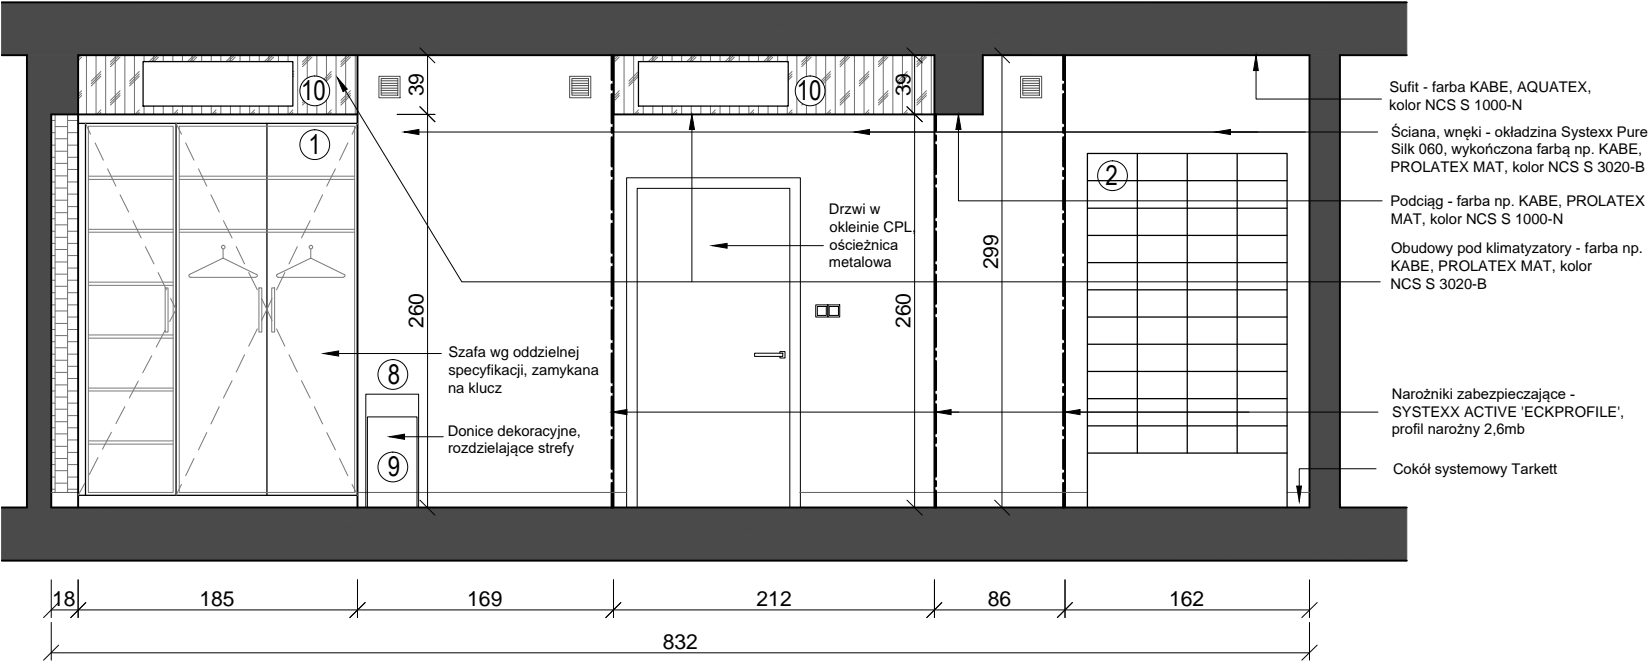 10
39
10
39
1
2
Sufit - farba KABE, AQUATEX,
kolor NCS S 1000-N
Ściana, wnęki - okładzina Systexx Pure
Silk 060, wykończona farbą np. KABE,
PROLATEX MAT, kolor NCS S 3020-B
Podciąg - farba np. KABE, PROLATEX
MAT, kolor NCS S 1000-N
Obudowy pod klimatyzatory - farba np.
KABE, PROLATEX MAT, kolor
NCS S 3020-B
Drzwi w
okleinie CPL,
ościeżnica
metalowa
299
260
260
Szafa wg oddzielnej
specyfikacji, zamykana
na klucz
8
Donice dekoracyjne,
rozdzielające strefy
9
Narożniki zabezpieczające -
SYSTEXX ACTIVE 'ECKPROFILE',
profil narożny 2,6mb
Cokół systemowy Tarkett
18
185
169
212
86
162
832